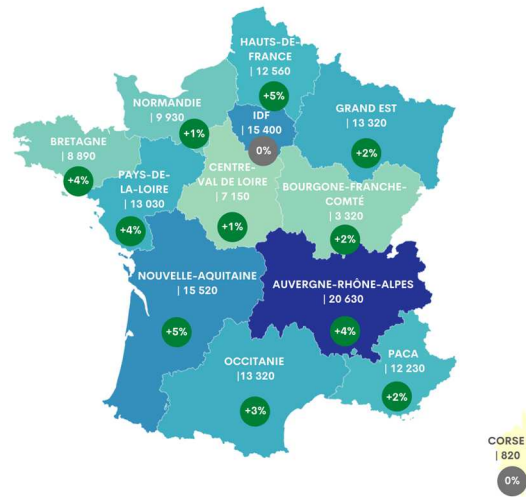 HAUTS-DE-
FRANCE
| 12 560
+5%
NORMANDIE
| 9 930
+1%
IDF
| 15 400
0%
GRAND EST
| 13 320
+2%
BRETAGNE
| 8 890
+4%
PAYS-DE-
LA-LOIRE
| 13 030
+4%
CENTRE-
VAL DE LOIRE
| 7 150
+1%
BOURGONE-FRANCHE-
COMTÉ
| 3 320
+2%
NOUVELLE-AQUITAINE
| 15 520
+5%
AUVERGNE-RHÔNE-ALPES
| 20 630
+4%
OCCITANIE
|13 320
+3%
PACA
| 12 230
+2%
CORSE
| 820
0%